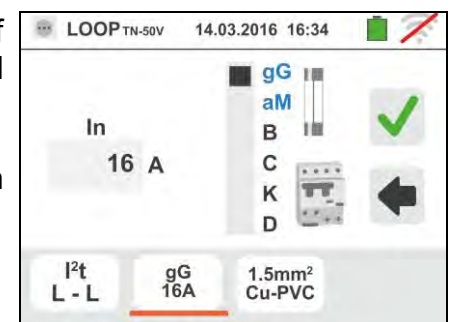 LOOP TN-50V 14.03.2016 16:34
gG
aM
In
B
16 A
C
K
D
I²t gG 1.5mm²
L - L 16A Cu-PVC